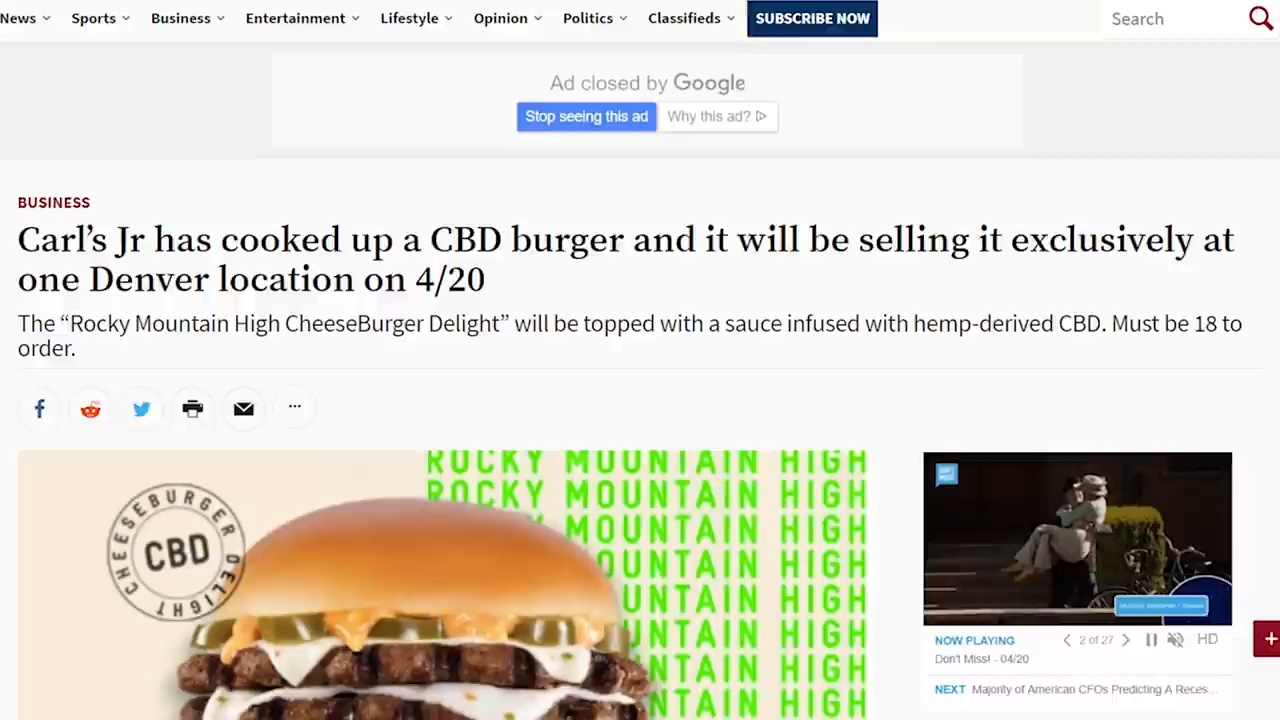 News Sports Business Entertainment Lifestyle Opinion Politics Classifieds SUBSCRIBE NOW Search
Ad closed by Google
Stop seeing this ad Why this ad?
BUSINESS
Carl’s Jr has cooked up a CBD burger and it will be selling it exclusively at
one Denver location on 4/20
The “Rocky Mountain High CheeseBurger Delight” will be topped with a sauce infused with hemp-derived CBD. Must be 18 to
order.
ROCKY MOUNTAIN HIGH
ROCKY MOUNTAIN HIGH
MOUNTAIN HIGH
UNTAIN HIGH
UNTAIN HIGH
MOUNTAIN HIGH
MOUNTAIN HIGH
MOUNTAIN HIGH
CHEESEBURGER DELIGHT
CBD
NOW PLAYING 2 of 27 HD
Don't Miss! - 04/20
NEXT Majority of American CFOs Predicting A Reces...